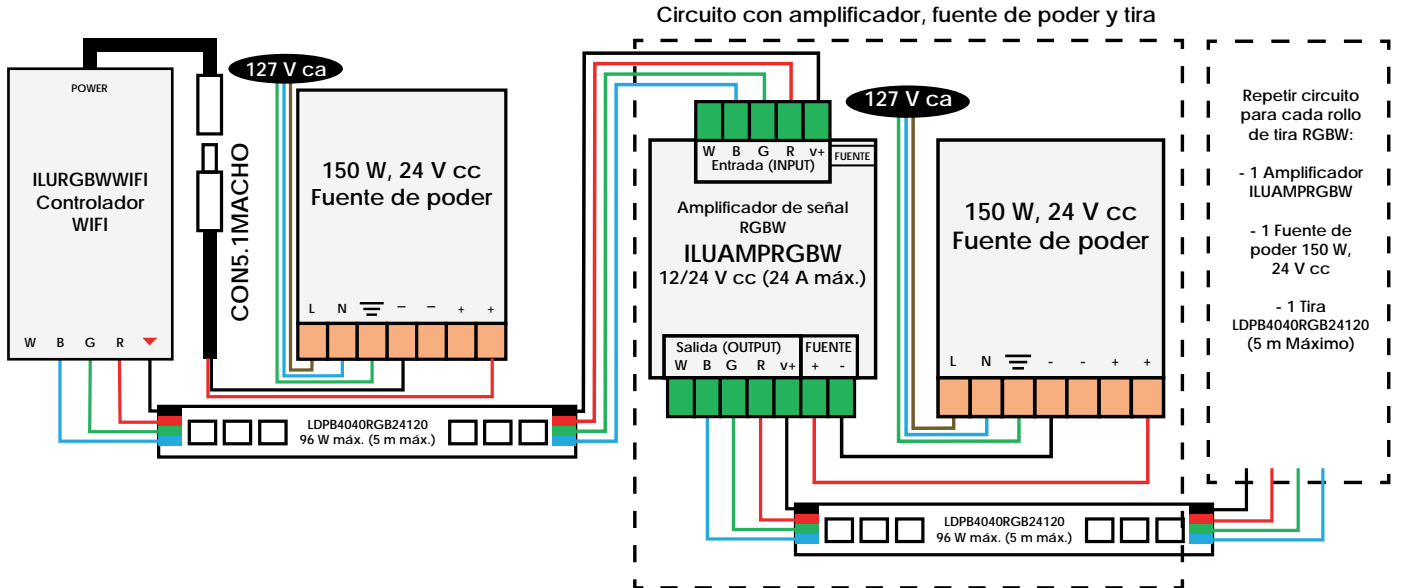 Circuito con amplificador, fuente de poder y tira
POWER
ILURGBWWIFI
Controlador
WIFI
W B G R
CON5.1MACHO
127 V ca
150 W, 24 V cc
Fuente de poder
L N − − + +
LDPB4040RGB24120
96 W máx. (5 m máx.)
W B G R V+
Entrada (INPUT)
FUENTE
Amplificador de señal
RGBW
ILUAMPRGBW
12/24 V cc (24 A máx.)
Salida (OUTPUT)
FUENTE
W B G R V+ + -
127 V ca
150 W, 24 V cc
Fuente de poder
L N - - + +
LDPB4040RGB24120
96 W máx. (5 m máx.)
Repetir circuito
para cada rollo
de tira RGBW:
- 1 Amplificador
ILUAMPRGBW
- 1 Fuente de
poder 150 W,
24 V cc
- 1 Tira
LDPB4040RGB24120
(5 m Máximo)